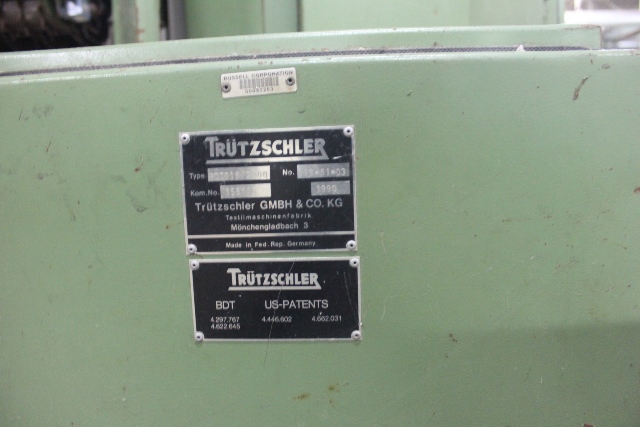 RUSSELL CORPORATION
TRÜTZSCHLER
Type. No.
Kom.No. 1990
Trützschler GMBH & CO. KG
Textilmaschinenfabrik
Mönchengladbach 3
Made in Fed. Rep. Germany
TRÜTZSCHLER
BDT US-PATENTS
4.297.767 4.446.602 4.662.031
4.622.645